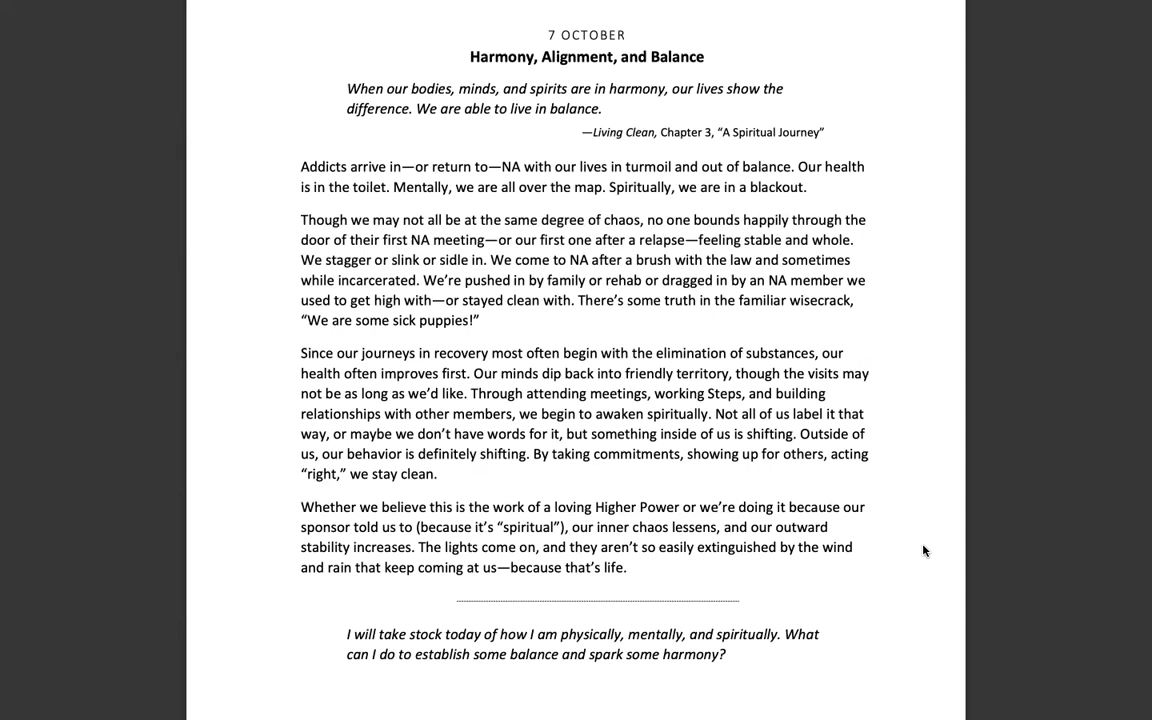 7 OCTOBER
Harmony, Alignment, and Balance
When our bodies, minds, and spirits are in harmony, our lives show the
difference. We are able to live in balance.
—Living Clean, Chapter 3, “A Spiritual Journey”
Addicts arrive in—or return to—NA with our lives in turmoil and out of balance. Our health
is in the toilet. Mentally, we are all over the map. Spiritually, we are in a blackout.
Though we may not all be at the same degree of chaos, no one bounds happily through the
door of their first NA meeting—or our first one after a relapse—feeling stable and whole.
We stagger or slink or sidle in. We come to NA after a brush with the law and sometimes
while incarcerated. We’re pushed in by family or rehab or dragged in by an NA member we
used to get high with—or stayed clean with. There’s some truth in the familiar wisecrack,
“We are some sick puppies!”
Since our journeys in recovery most often begin with the elimination of substances, our
health often improves first. Our minds dip back into friendly territory, though the visits may
not be as long as we’d like. Through attending meetings, working Steps, and building
relationships with other members, we begin to awaken spiritually. Not all of us label it that
way, or maybe we don’t have words for it, but something inside of us is shifting. Outside of
us, our behavior is definitely shifting. By taking commitments, showing up for others, acting
“right,” we stay clean.
Whether we believe this is the work of a loving Higher Power or we’re doing it because our
sponsor told us to (because it’s “spiritual”), our inner chaos lessens, and our outward
stability increases. The lights come on, and they aren’t so easily extinguished by the wind
and rain that keep coming at us—because that’s life.
I will take stock today of how I am physically, mentally, and spiritually. What
can I do to establish some balance and spark some harmony?